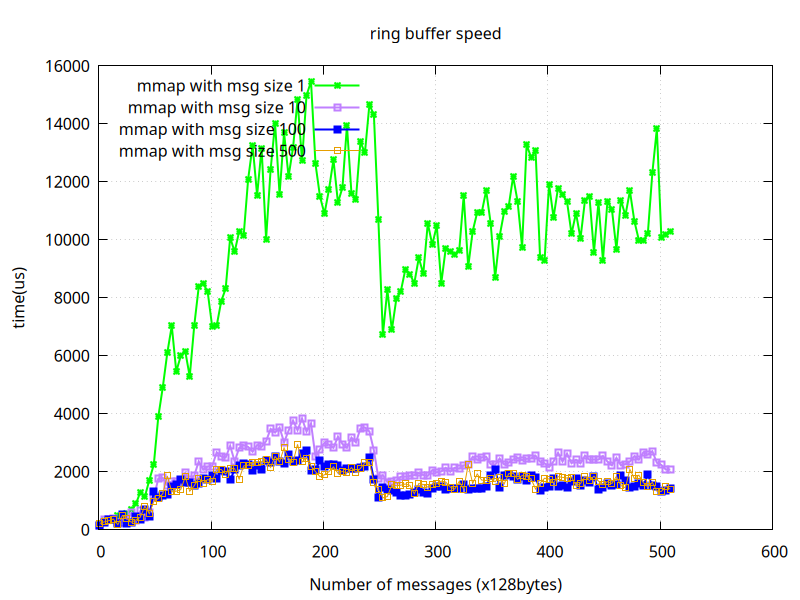 ring buffer speed
16000
14000
12000
10000
8000
6000
4000
2000
0
mmap with msg size 1
mmap with msg size 10
mmap with msg size 100
mmap with msg size 500
time(us)
0 100 200 300 400 500 600
Number of messages (x128bytes)